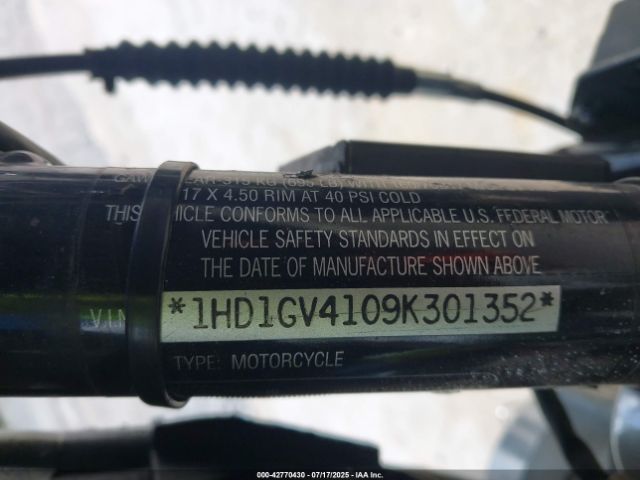 17 X 4.50 RIM AT 40 PSI COLD
THIS VEHICLE CONFORMS TO ALL APPLICABLE U.S. FEDERAL MOTOR
VEHICLE SAFETY STANDARDS IN EFFECT ON
THE DATE OF MANUFACTURE SHOWN ABOVE
V.I.N. *1HD1GV4109K301352*
TYPE: MOTORCYCLE
000-42770430 07/17/2025 IAA Inc.